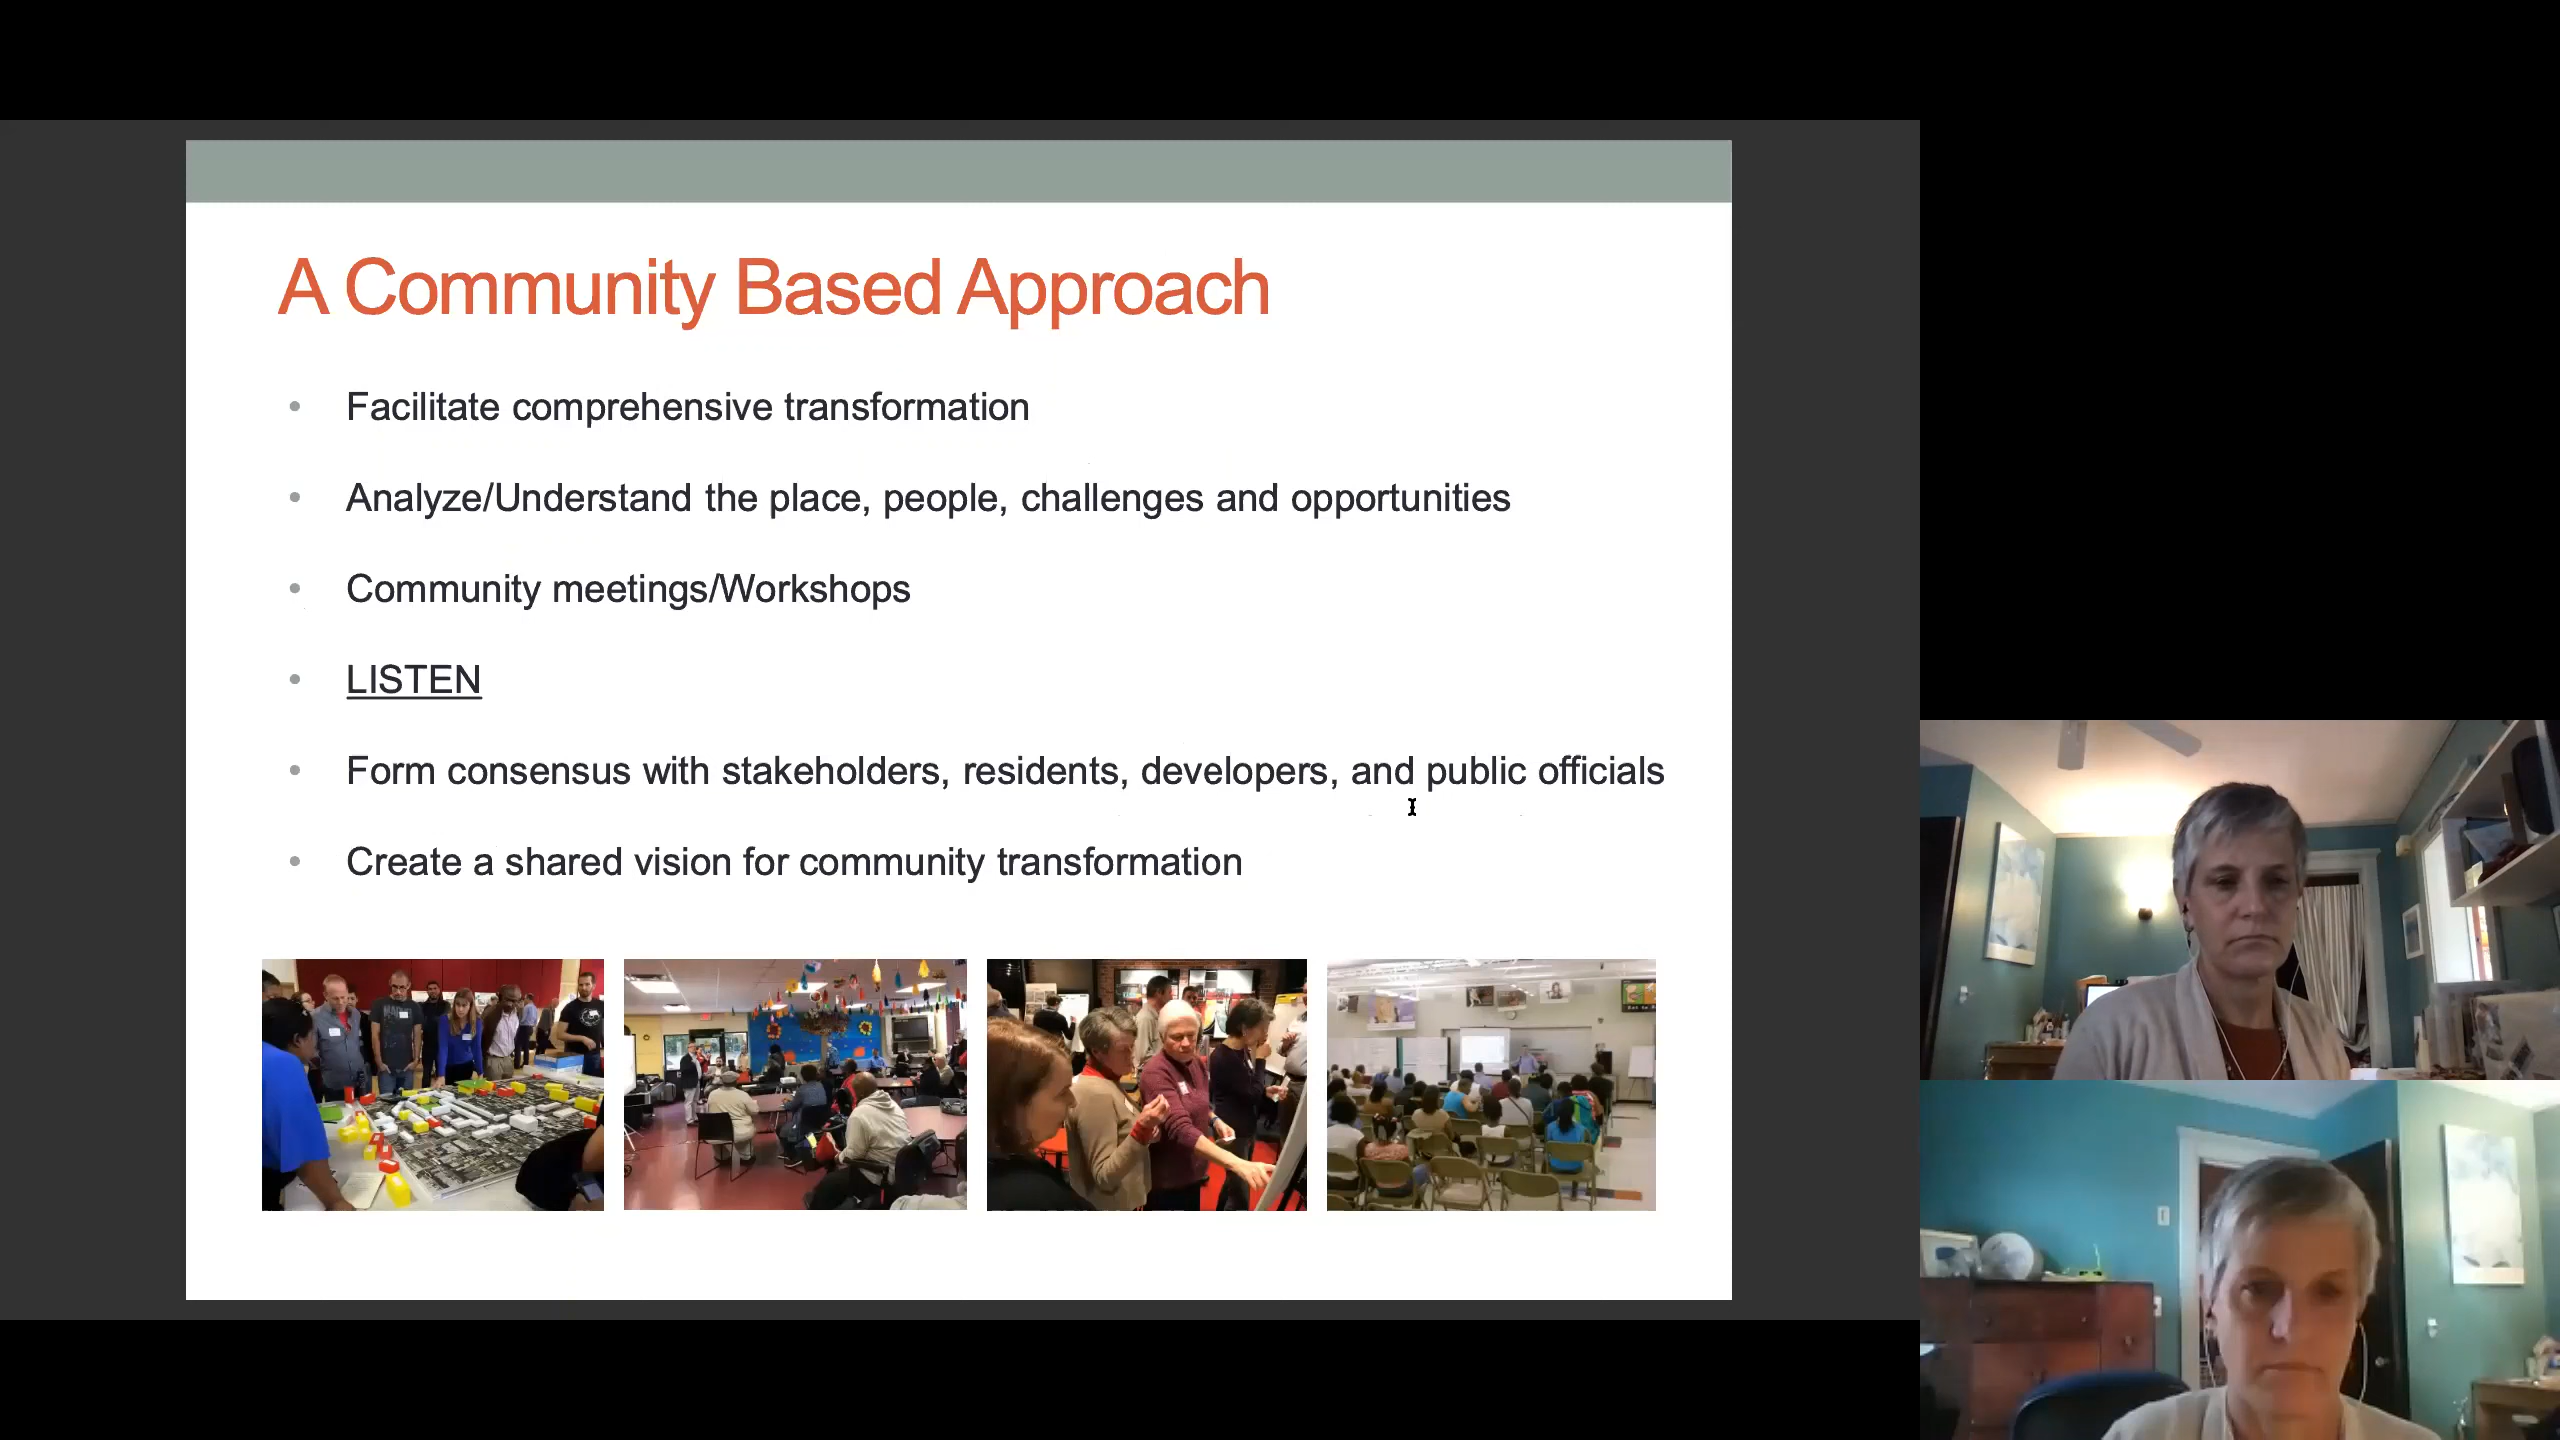 A Community Based Approach
• Facilitate comprehensive transformation
• Analyze/Understand the place, people, challenges and opportunities
• Community meetings/Workshops
• LISTEN
• Form consensus with stakeholders, residents, developers, and public officials
• Create a shared vision for community transformation